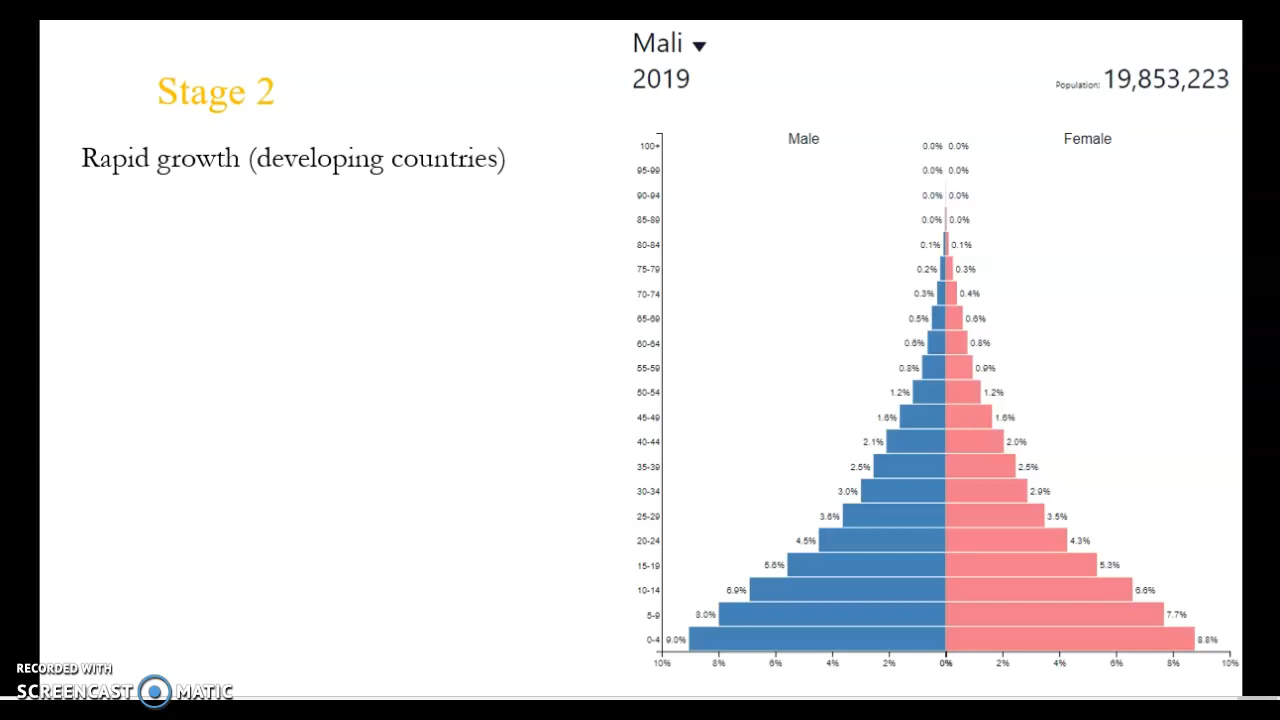 Mali
2019
Population: 19,853,223
Stage 2
Rapid growth (developing countries)
Male
Female
100+ 0.0% 0.0%
95-99 0.0% 0.0%
90-94 0.0% 0.0%
85-89 0.0% 0.0%
80-84 0.1% 0.1%
75-79 0.2% 0.3%
70-74 0.3% 0.4%
65-69 0.5% 0.6%
60-64 0.6% 0.8%
55-59 0.8% 0.9%
50-54 1.2% 1.2%
45-49 1.6% 1.6%
40-44 2.1% 2.0%
35-39 2.5% 2.5%
30-34 3.0% 2.9%
25-29 3.6% 3.5%
20-24 4.5% 4.3%
15-19 5.6% 5.3%
10-14 6.9% 6.6%
5-9 8.0% 7.7%
0-4 9.0% 8.8%
10% 8% 6% 4% 2% 0% 2% 4% 6% 8% 10%
RECORDED WITH
SCREENCAST MATIC